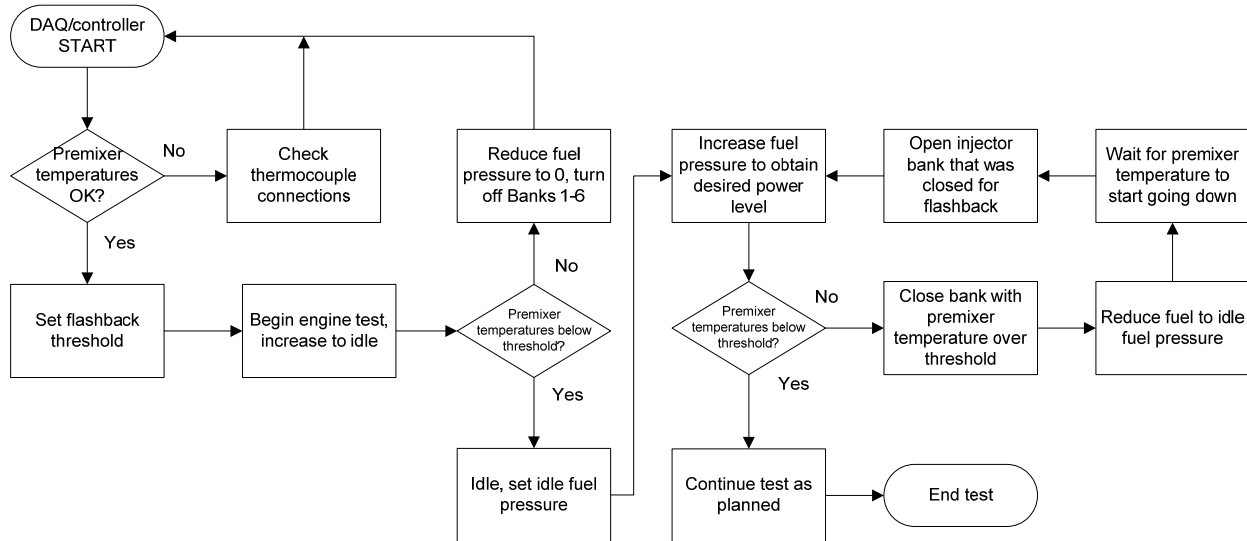 DAQ/controller
START
Premixer
temperatures
OK?
No
Check
thermocouple
connections
Yes
Set flashback
threshold
Begin engine test,
increase to idle
Premixer
temperatures below
threshold?
No
Reduce fuel
pressure to 0, turn
off Banks 1-6
Yes
Idle, set idle fuel
pressure
Increase fuel
pressure to obtain
desired power
level
Premixer
temperatures below
threshold?
No
Close bank with
premixer
temperature over
threshold
Reduce fuel to idle
fuel pressure
Wait for premixer
temperature to
start going down
Open injector
bank that was
closed for
flashback
Yes
Continue test as
planned
End test